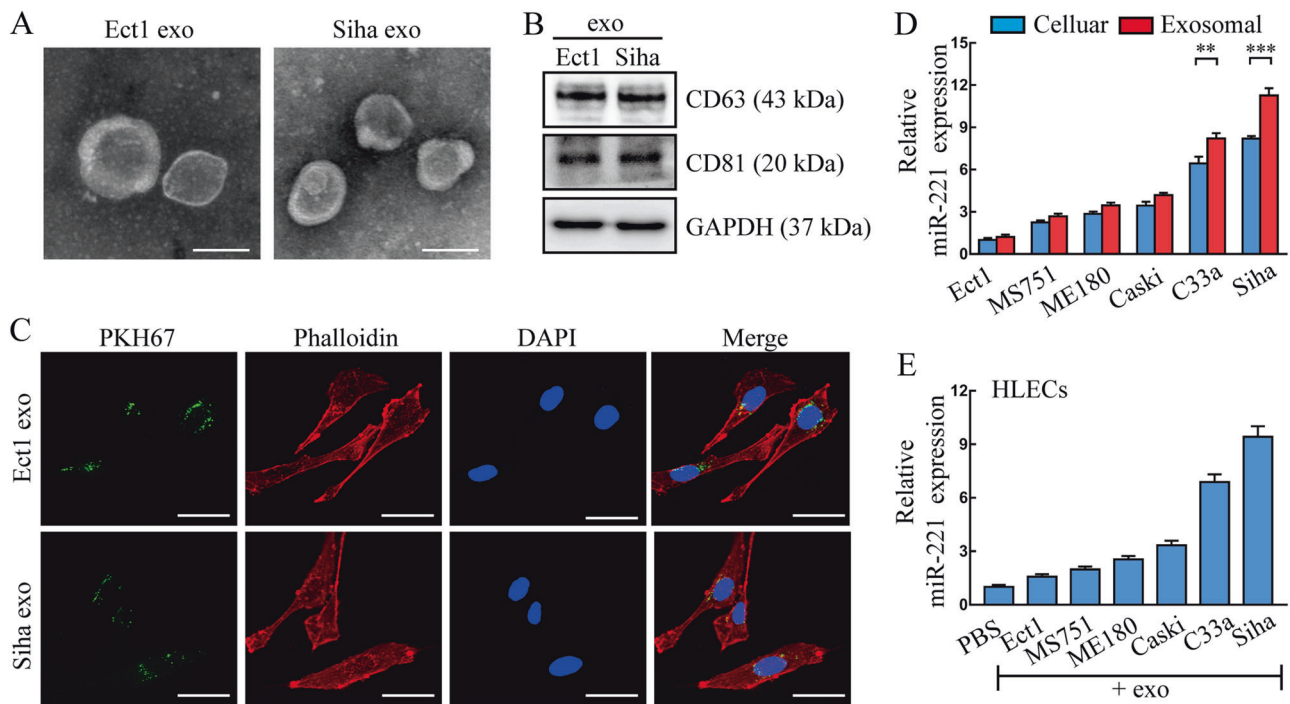 A
Ect1 exo
Siha exo
B
exo
Ect1 Siha
CD63 (43 kDa)
CD81 (20 kDa)
GAPDH (37 kDa)
C
PKH67
Phalloidin
DAPI
Merge
Ect1 exo
Siha exo
D
Celluar
Exosomal
Relative
miR-221 expression
15
12
9
6
3
0
**
***
Ect1
MS751
ME180
Caski
C33a
Siha
E
HLECs
Relative
miR-221 expression
12
9
6
3
0
PBS
Ect1
MS751
ME180
Caski
C33a
Siha
+ exo